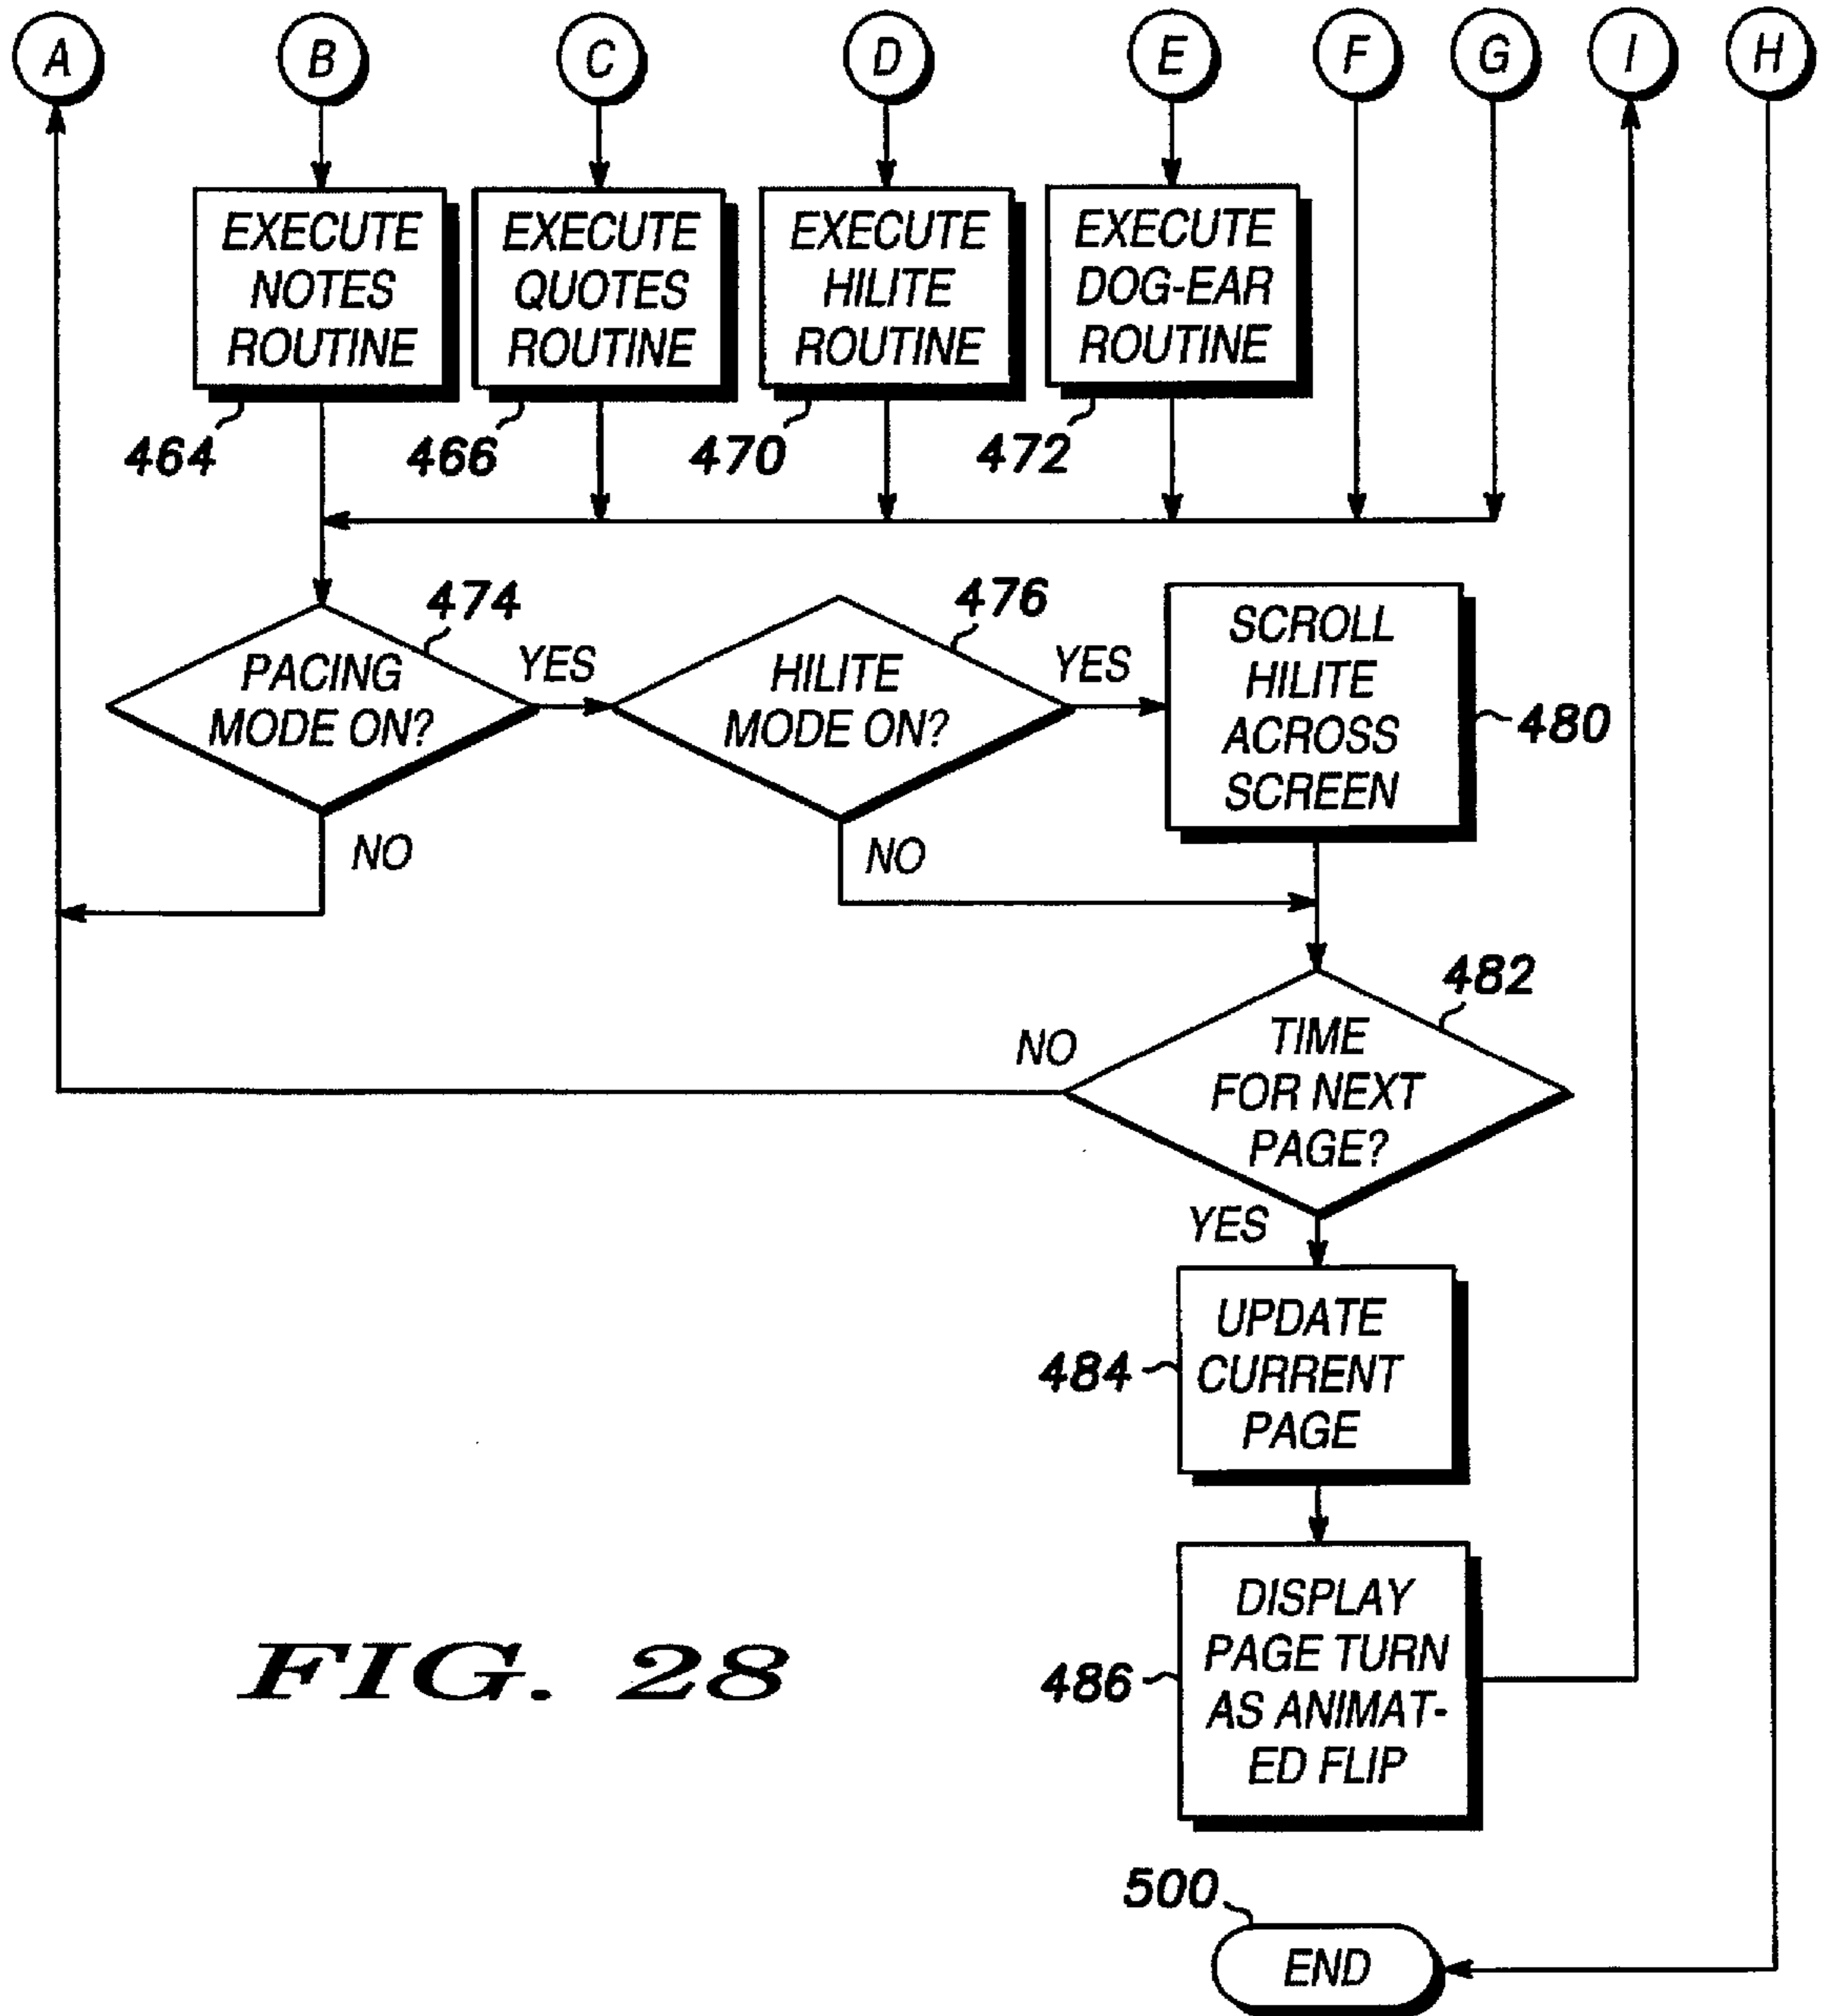 A
B
C
D
E
F
G
I
H
EXECUTE
NOTES
ROUTINE
EXECUTE
QUOTES
ROUTINE
EXECUTE
HILITE
ROUTINE
EXECUTE
DOG-EAR
ROUTINE
464
466
470
472
474
476
PACING
MODE ON?
YES
NO
HILITE
MODE ON?
YES
NO
SCROLL
HILITE
ACROSS
SCREEN
480
482
TIME
FOR NEXT
PAGE?
NO
YES
UPDATE
CURRENT
PAGE
484
DISPLAY
PAGE TURN
AS ANIMAT-
ED FLIP
486
FIG. 28
500
END